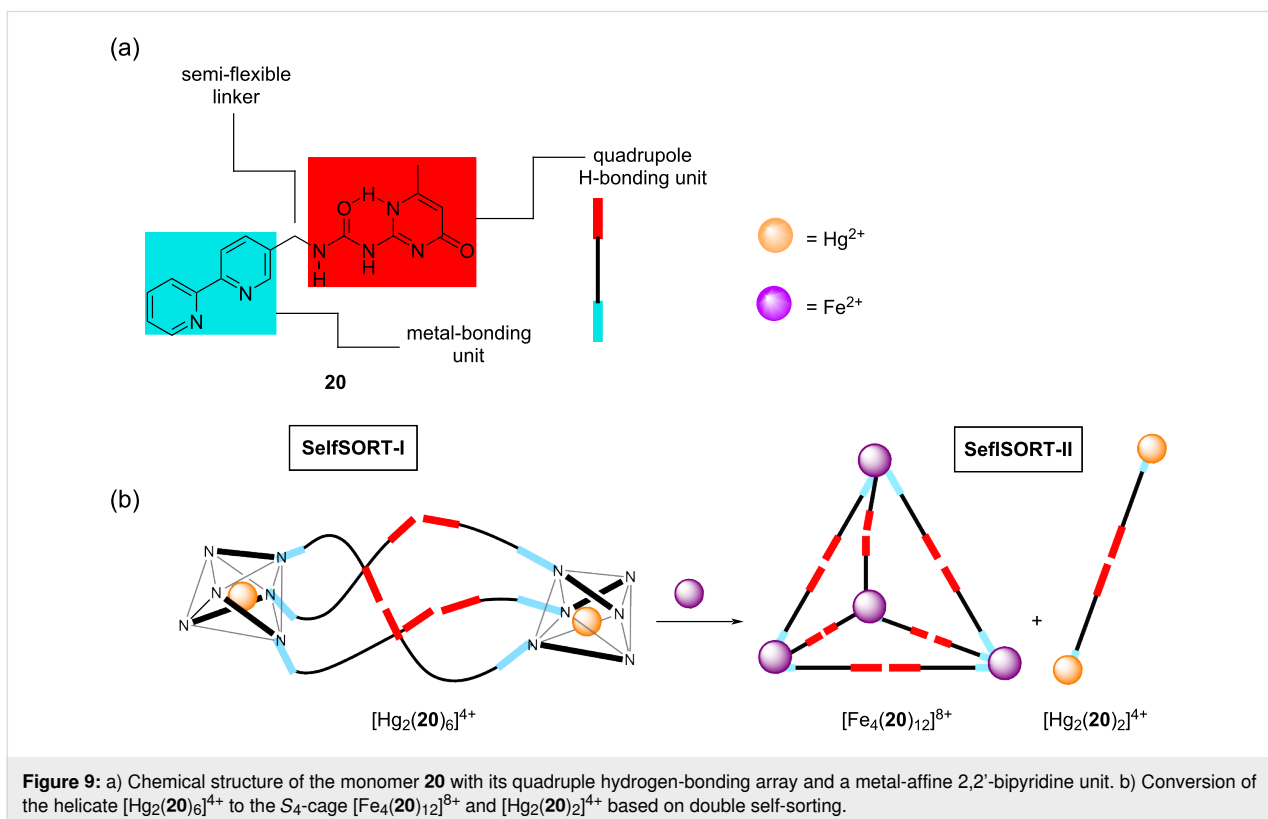 (a)
semi-flexible
linker
quadrupole
H-bonding unit
O
H
N
N
H
N
H
N
O
N
N
metal-bonding
unit
20
= Hg2+
= Fe2+
SelfSORT-I
SeflSORT-II
(b)
N
N
N
N
N
N
N
N
N
N
N
N
+
[Hg2(20)6]4+
[Fe4(20)12]8+
[Hg2(20)2]4+
Figure 9: a) Chemical structure of the monomer 20 with its quadruple hydrogen-bonding array and a metal-affine 2,2’-bipyridine unit. b) Conversion of
the helicate [Hg2(20)6]4+ to the S4-cage [Fe4(20)12]8+ and [Hg2(20)2]4+ based on double self-sorting.